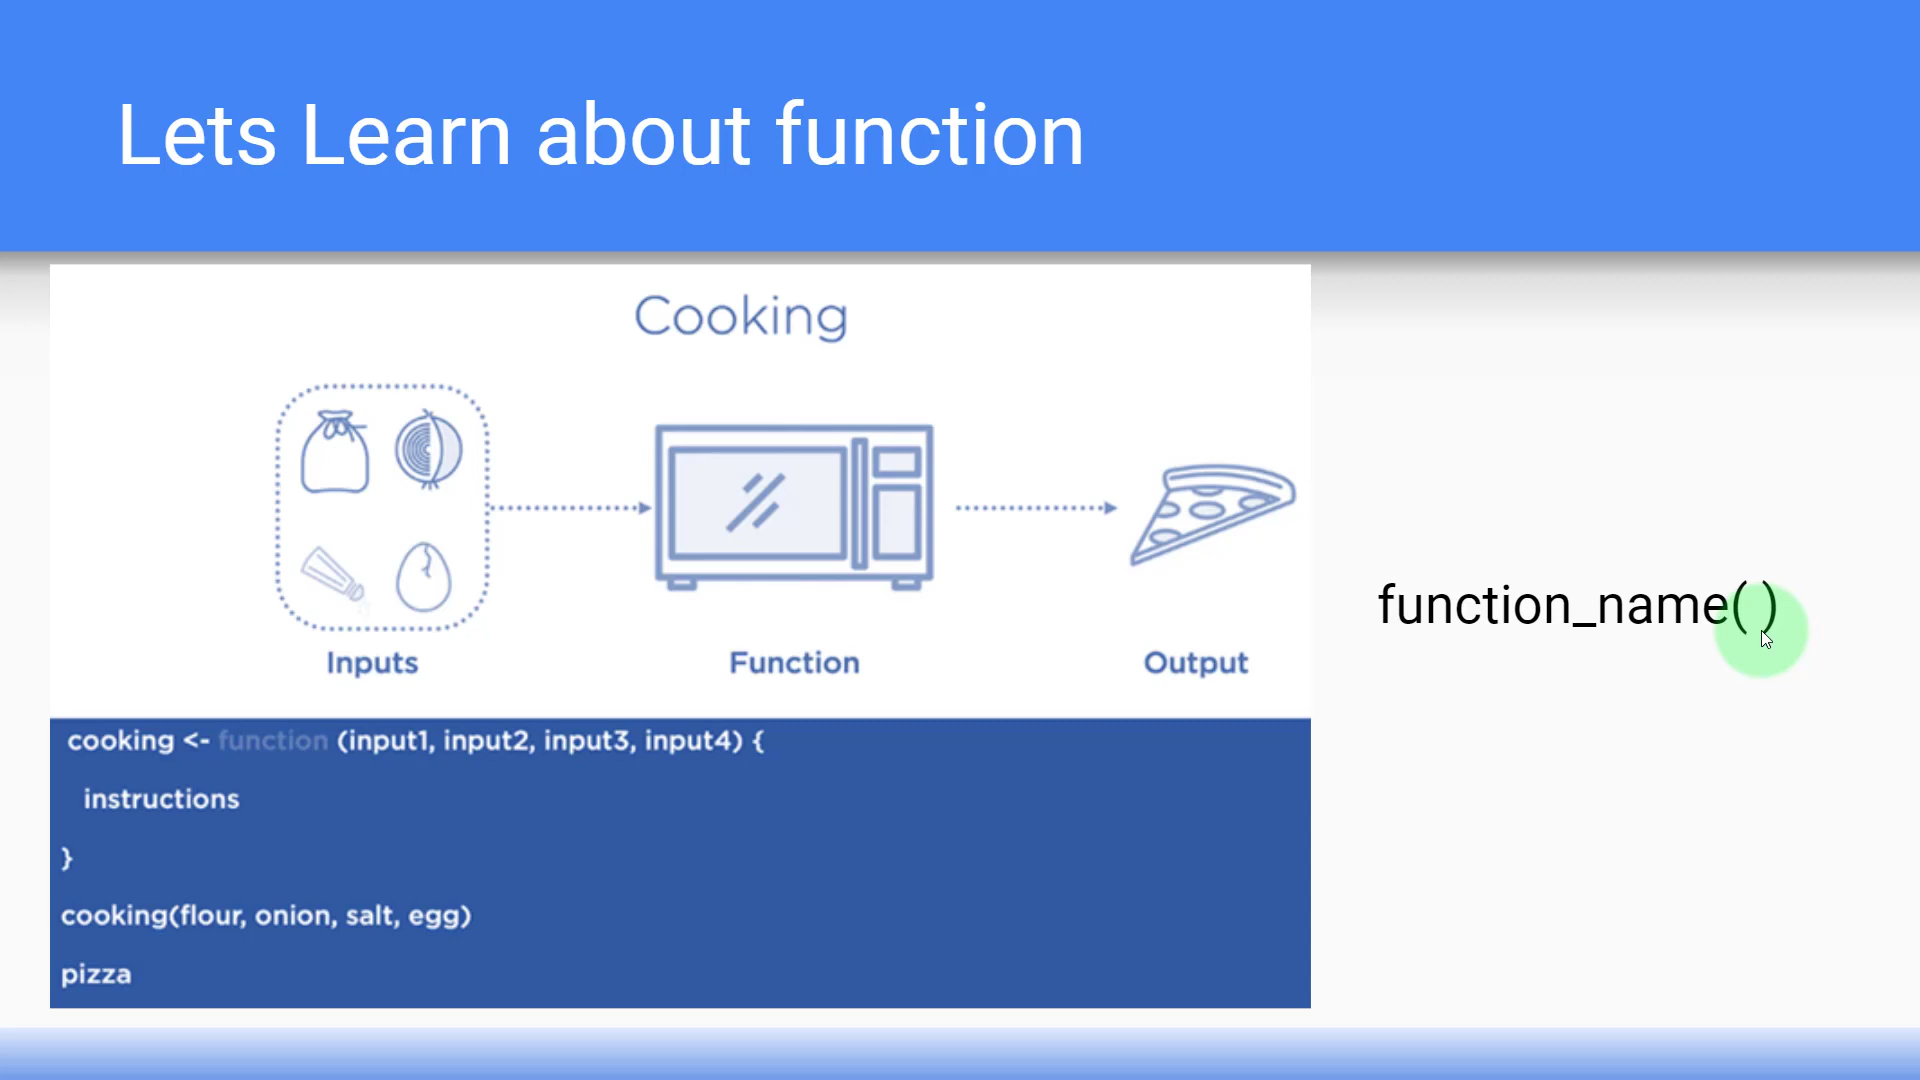 Lets Learn about function
Cooking
Inputs
Function
Output
function_name( )
cooking <- function (input1, input2, input3, input4) {
instructions
}
cooking(flour, onion, salt, egg)
pizza